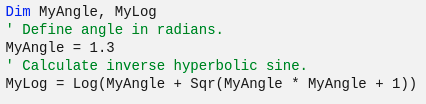 Dim MyAngle, MyLog
' Define angle in radians.
MyAngle = 1.3
' Calculate inverse hyperbolic sine.
MyLog = Log(MyAngle + Sqr(MyAngle * MyAngle + 1))